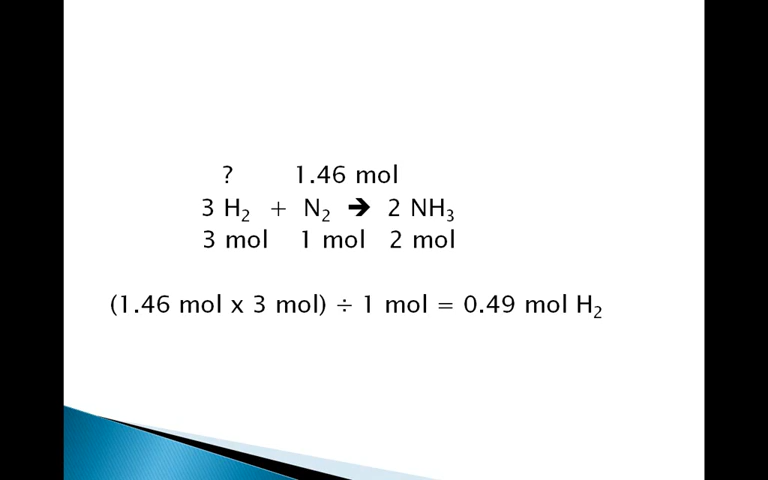 ? 1.46 mol
3 H₂ + N₂ ➔ 2 NH₃
3 mol 1 mol 2 mol
(1.46 mol x 3 mol) ÷ 1 mol = 0.49 mol H₂